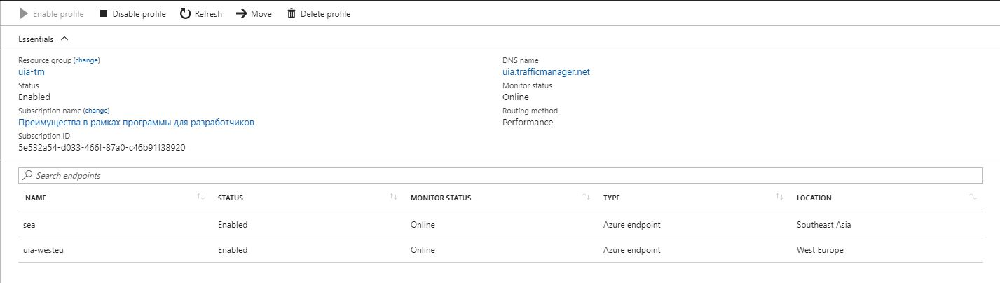 Enable profile Disable profile Refresh Move Delete profile
Essentials
Resource group (change)
uia-tm
Status
Enabled
Subscription name (change)
Преимущества в рамках программы для разработчиков
Subscription ID
5e532a54-d033-466f-87a0-c46b91f38920
DNS name
uia.trafficmanager.net
Monitor status
Online
Routing method
Performance
Search endpoints
NAME STATUS MONITOR STATUS TYPE LOCATION
sea Enabled Online Azure endpoint Southeast Asia
uia-westeu Enabled Online Azure endpoint West Europe